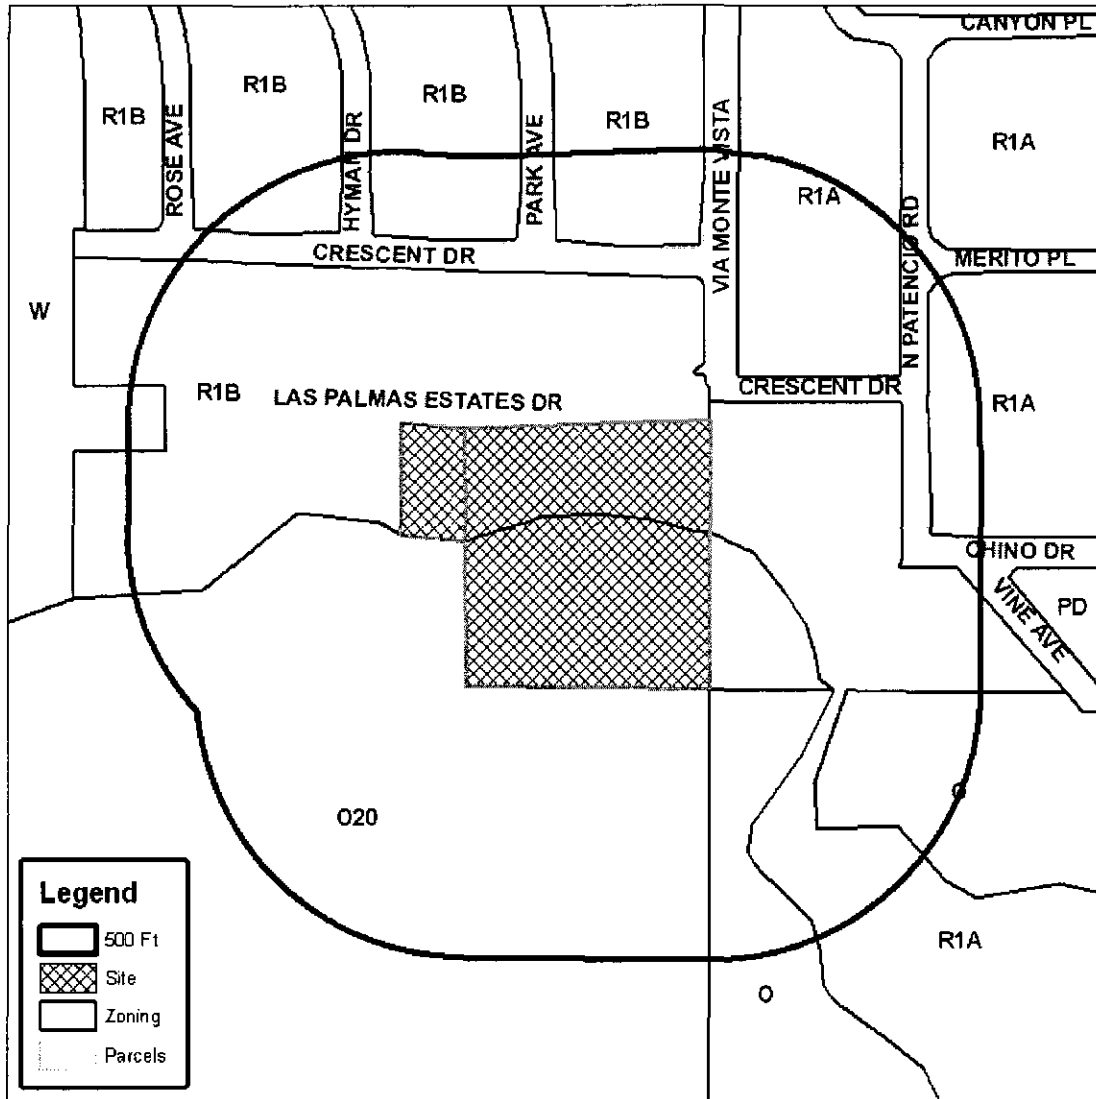 CANYON PL
R1B
R1B
R1B
R1B
R1A
ROSE AVE
HYMAN DR
PARK AVE
VIA MONTE VISTA
R1A
N PATENCIO RD
CRESCENT DR
MERITO PL
W
R1B
LAS PALMAS ESTATES DR
CRESCENT DR
R1A
CHINO DR
VINE AVE
PD
O
O20
R1A
O
Legend
500 Ft
Site
Zoning
Parcels